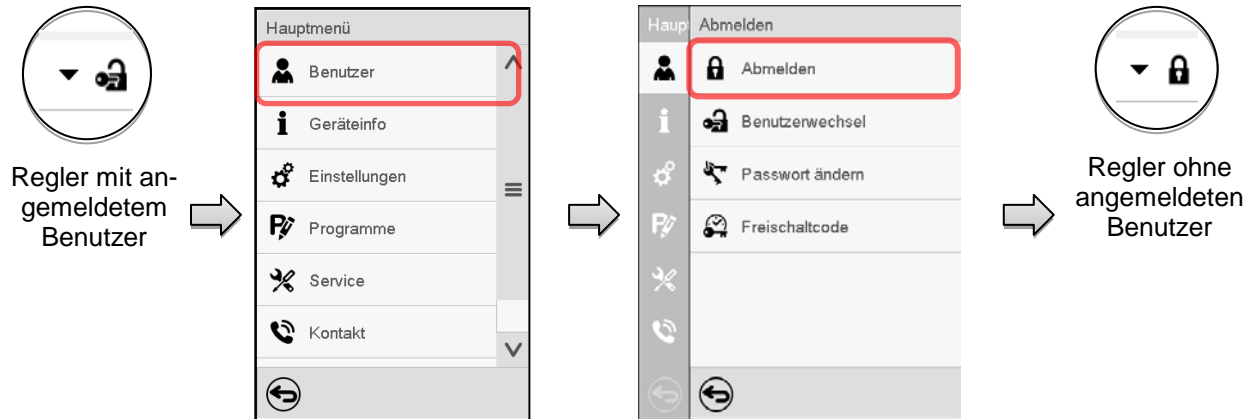 Regler mit an-
gemeldetem
Benutzer
Hauptmenü
Benutzer
Geräteinfo
Einstellungen
Programme
Service
Kontakt
Haup
Abmelden
Abmelden
Benutzerwechsel
Passwort ändern
Freischaltcode
Regler ohne
angemeldeten
Benutzer